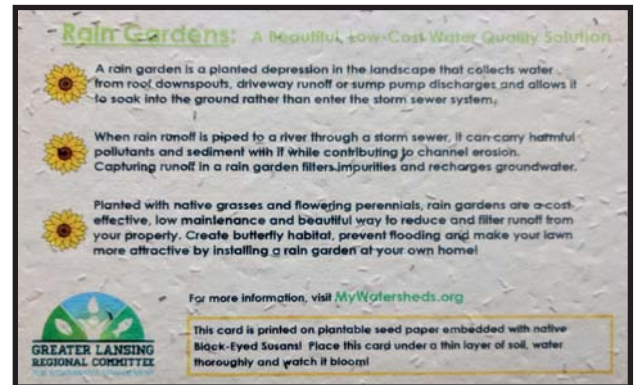 Rain Gardens: A Beautiful, Low-Cost Water Quality Solution
A rain garden is a planted depression in the landscape that collects water
from roof downspouts, driveway runoff or sump pump discharges and allows it
to soak into the ground rather than enter the storm sewer system.
When rain runoff is piped to a river through a storm sewer, it can carry harmful
pollutants and sediment with it while contributing to channel erosion.
Capturing runoff in a rain garden filters impurities and recharges groundwater.
Planted with native grasses and flowering perennials, rain gardens are a cost
effective, low maintenance and beautiful way to reduce and filter runoff from
your property. Create butterfly habitat, prevent flooding and make your lawn
more attractive by installing a rain garden at your own home!
For more information, visit MyWatersheds.org
This card is printed on plantable seed paper embedded with native
Black-Eyed Susans! Place this card under a thin layer of soil, water
thoroughly and watch it bloom!
GREATER LANSING
REGIONAL COMMITTEE